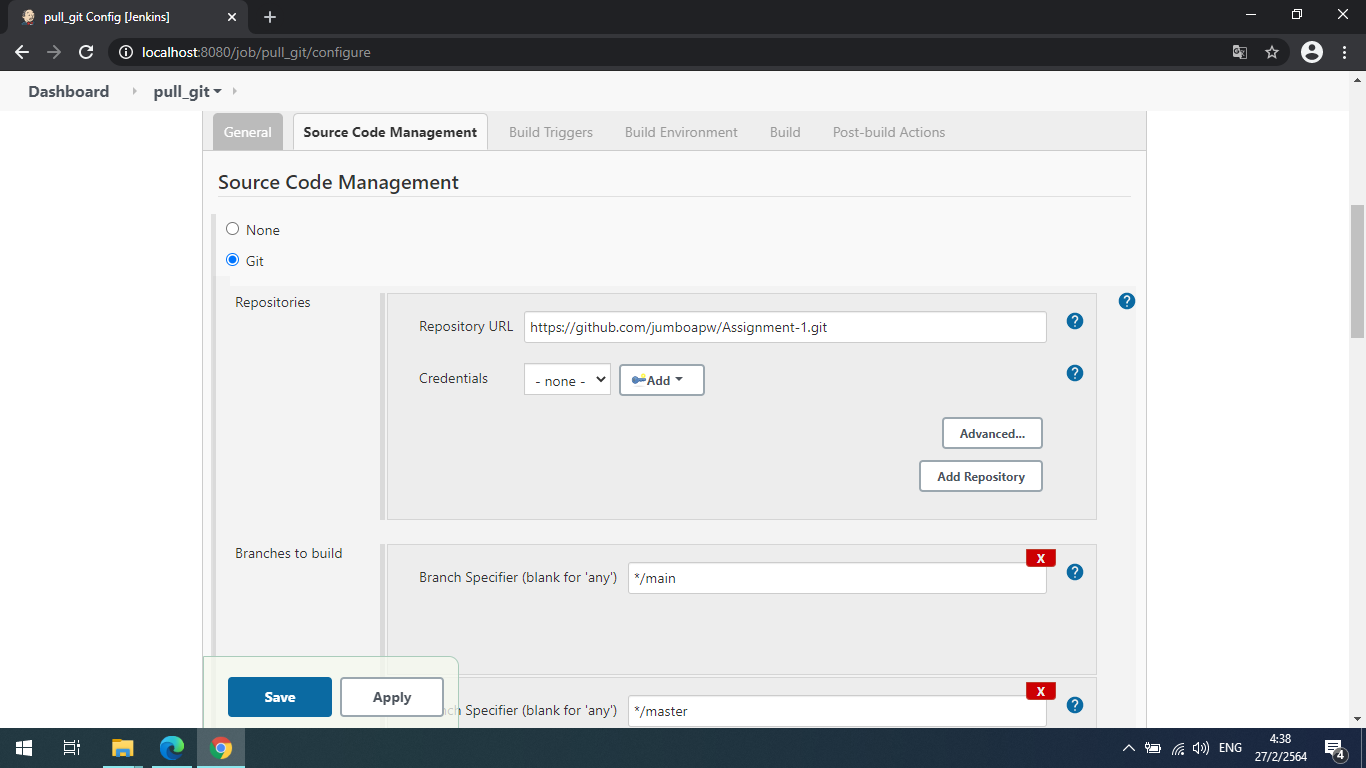 pull_git Config [Jenkins]
localhost:8080/job/pull_git/configure
Dashboard pull_git
General Source Code Management Build Triggers Build Environment Build Post-build Actions
Source Code Management
None
Git
Repositories
Repository URL https://github.com/jumboapw/Assignment-1.git
Credentials - none - Add
Advanced...
Add Repository
Branches to build
X
Branch Specifier (blank for 'any') */main
X
Save Apply
ch Specifier (blank for 'any') */master
ENG
4:38
27/2/2564
4